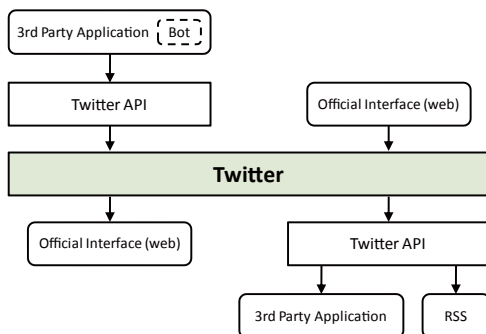 3rd Party Application Bot
Twitter API
Official Interface (web)
Twitter
Official Interface (web)
Twitter API
3rd Party Application
RSS